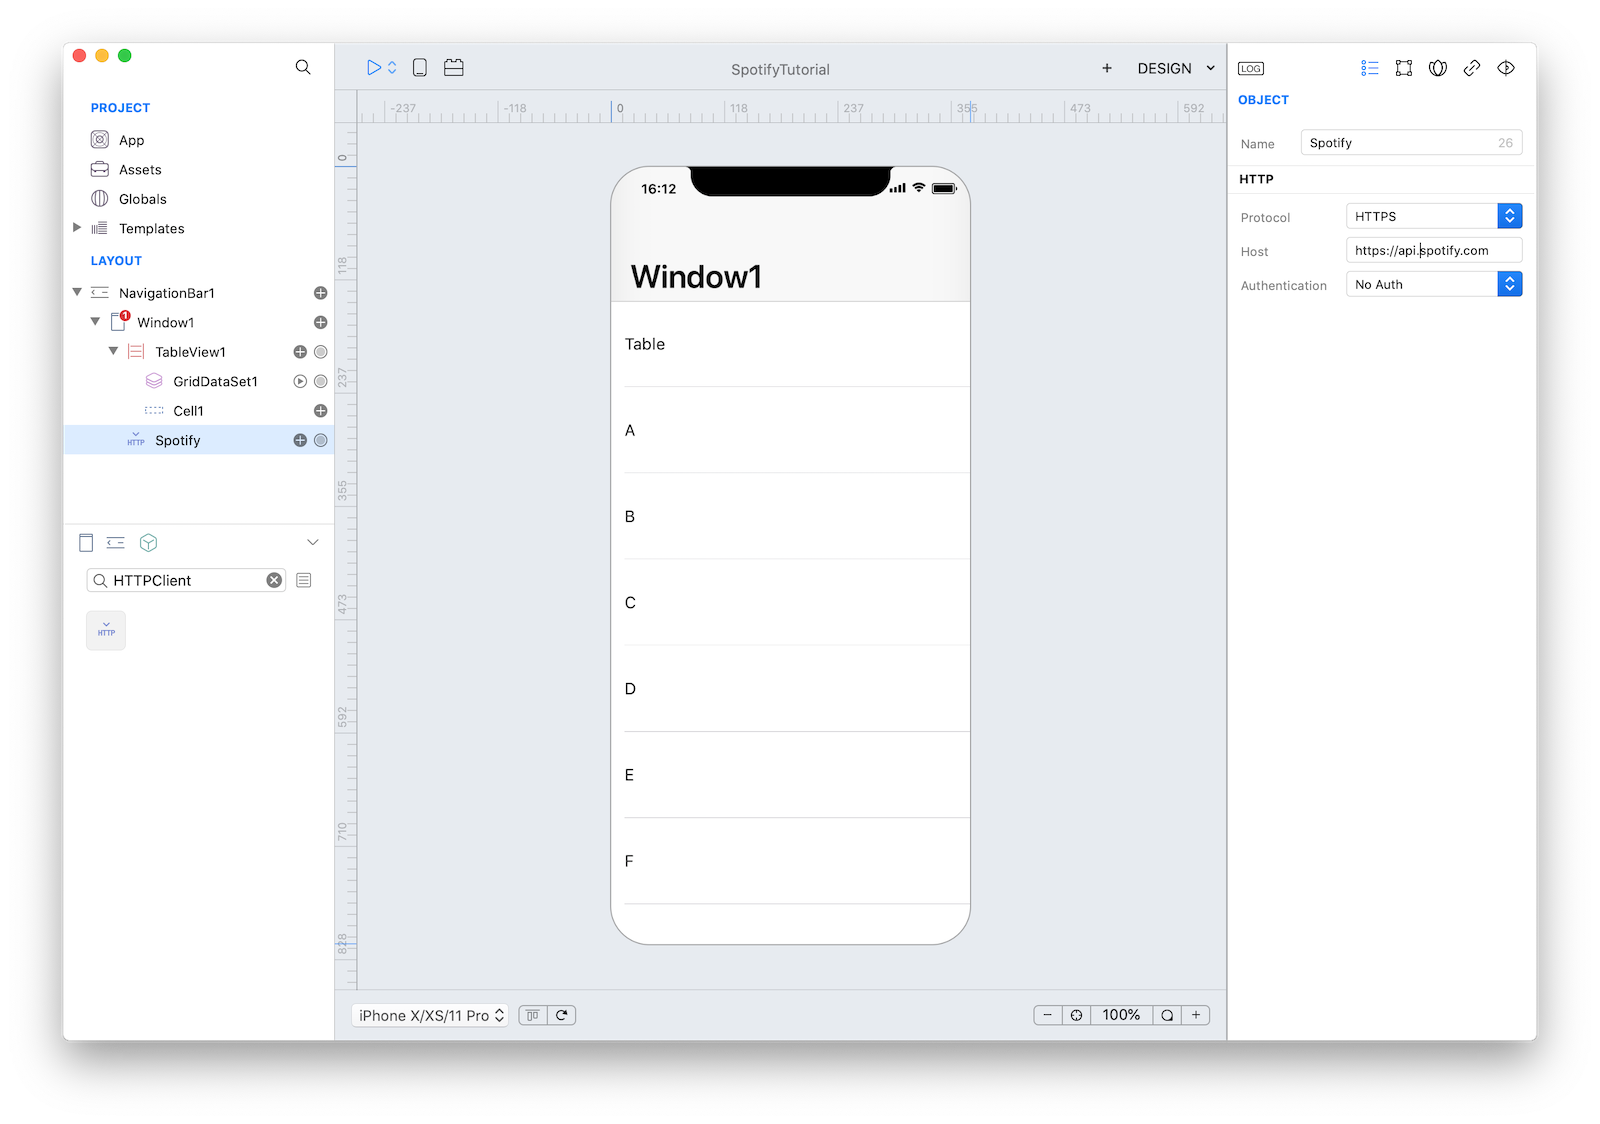 SpotifyTutorial
DESIGN
LOG
PROJECT
App
Assets
Globals
Templates
LAYOUT
NavigationBar1
1
Window1
TableView1
GridDataSet1
Cell1
HTTP
Spotify
HTTPClient
HTTP
-237
-118
0
118
237
355
473
592
0
118
237
355
473
592
710
828
16:12
Window1
Table
A
B
C
D
E
F
iPhone X/XS/11 Pro
100%
OBJECT
Name
Spotify
26
HTTP
Protocol
HTTPS
Host
https://api.spotify.com
Authentication
No Auth